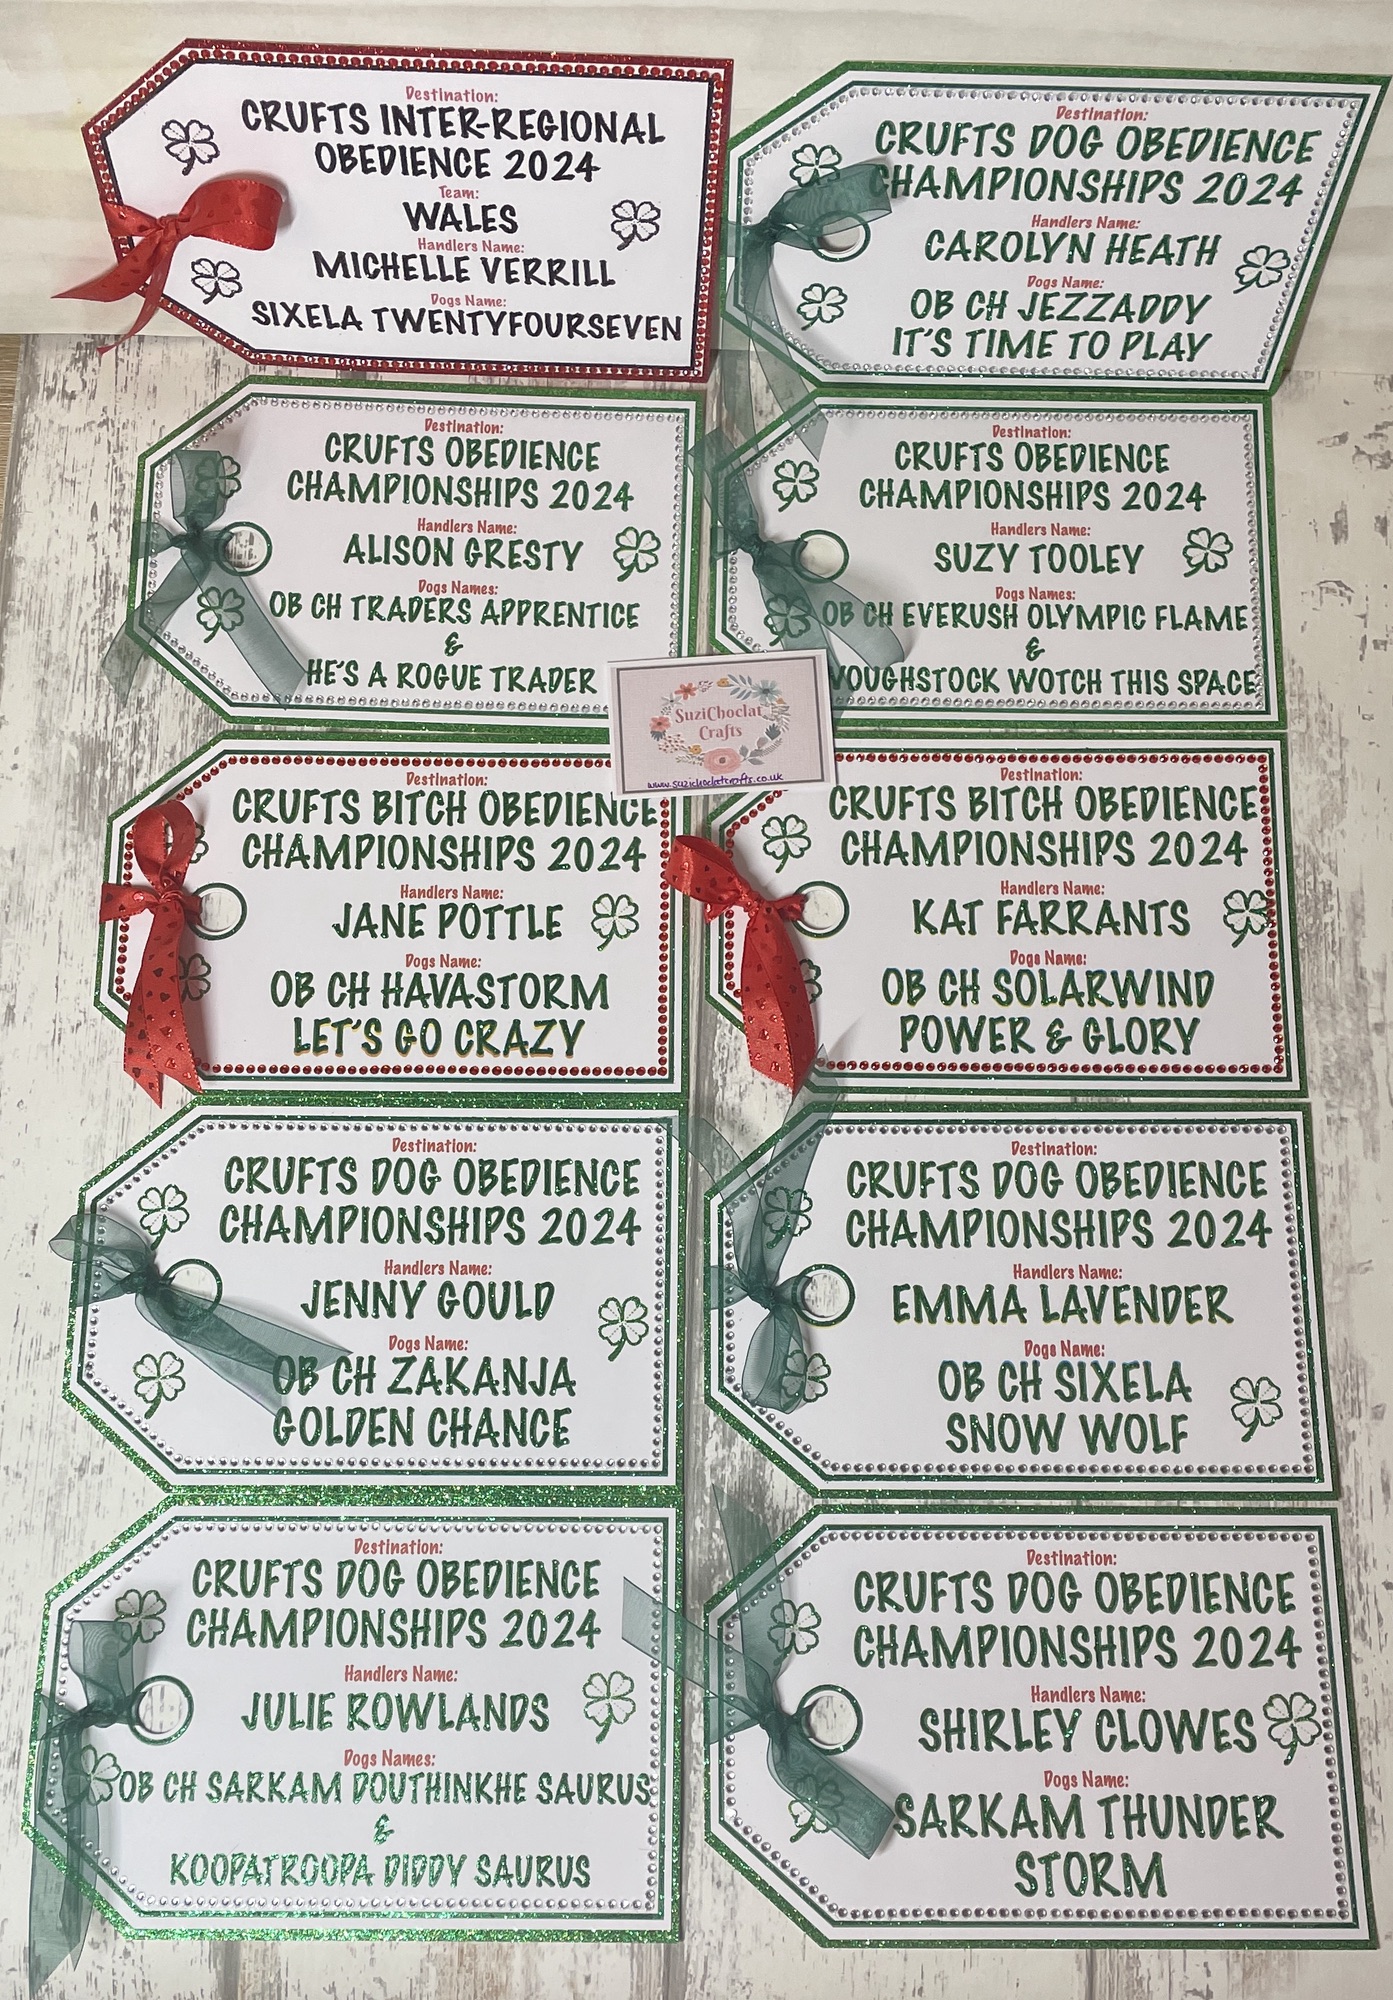 Destination:
CRUFTS INTER-REGIONAL
OBEDIENCE 2024
Team:
WALES
Handlers Name:
MICHELLE VERRILL
Dogs Name:
SIXELA TWENTYFOURSEVEN
Destination:
CRUFTS DOG OBEDIENCE
CHAMPIONSHIPS 2024
Handlers Name:
CAROLYN HEATH
Dogs Name:
OB CH JEZZADDY
IT'S TIME TO PLAY
Destination:
CRUFTS OBEDIENCE
CHAMPIONSHIPS 2024
Handlers Name:
ALISON GRESTY
Dogs Names:
OB CH TRADERS APPRENTICE
&
HE'S A ROGUE TRADER
Destination:
CRUFTS OBEDIENCE
CHAMPIONSHIPS 2024
Handlers Name:
SUZY TOOLEY
Dogs Names:
OB CH EVERUSH OLYMPIC FLAME
&
WOUGHSTOCK WOTCH THIS SPACE
SuziChoclat
Crafts
www.suzichoclatcrafts.co.uk
Destination:
CRUFTS BITCH OBEDIENCE
CHAMPIONSHIPS 2024
Handlers Name:
JANE POTTLE
Dogs Name:
OB CH HAVASTORM
LET'S GO CRAZY
Destination:
CRUFTS BITCH OBEDIENCE
CHAMPIONSHIPS 2024
Handlers Name:
KAT FARRANTS
Dogs Name:
OB CH SOLARWIND
POWER & GLORY
Destination:
CRUFTS DOG OBEDIENCE
CHAMPIONSHIPS 2024
Handlers Name:
JENNY GOULD
Dogs Name:
OB CH ZAKANJA
GOLDEN CHANCE
Destination:
CRUFTS DOG OBEDIENCE
CHAMPIONSHIPS 2024
Handlers Name:
EMMA LAVENDER
Dogs Name:
OB CH SIXELA
SNOW WOLF
Destination:
CRUFTS DOG OBEDIENCE
CHAMPIONSHIPS 2024
Handlers Name:
JULIE ROWLANDS
Dogs Names:
OB CH SARKAM DOUTHINKHE SAURUS
&
KOOPATROOPA DIDDY SAURUS
Destination:
CRUFTS DOG OBEDIENCE
CHAMPIONSHIPS 2024
Handlers Name:
SHIRLEY CLOWES
Dogs Name:
SARKAM THUNDER
STORM